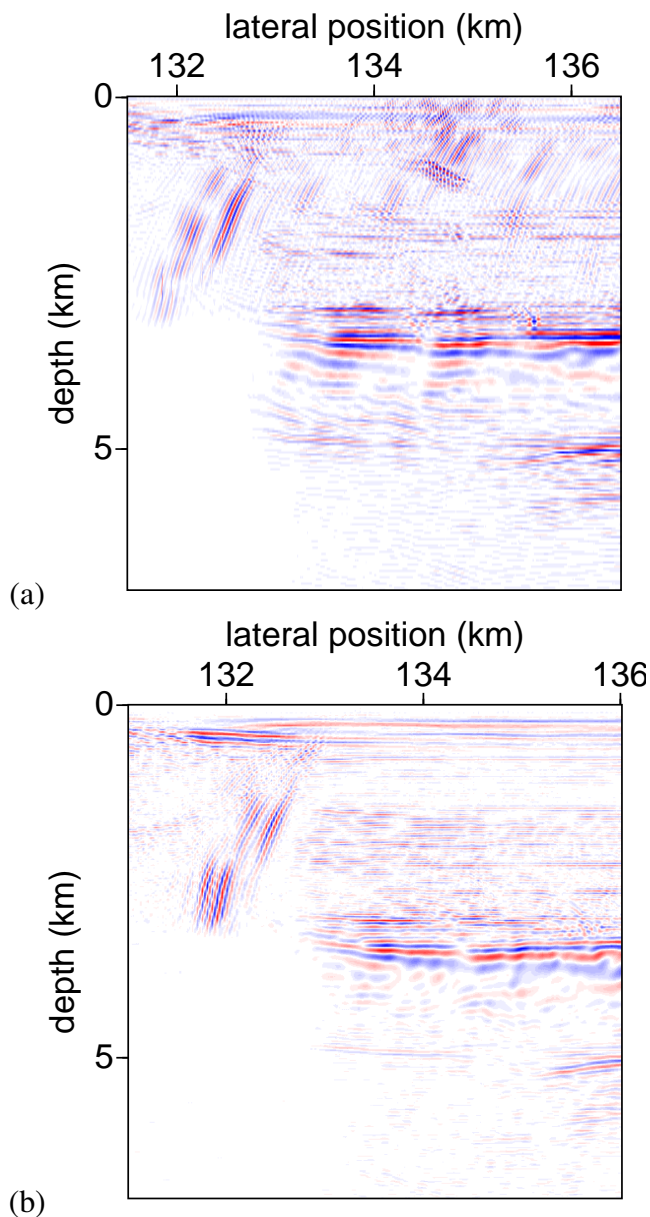 lateral position (km)
132 134 136
0
5
depth (km)
(a)
lateral position (km)
132 134 136
0
5
depth (km)
(b)